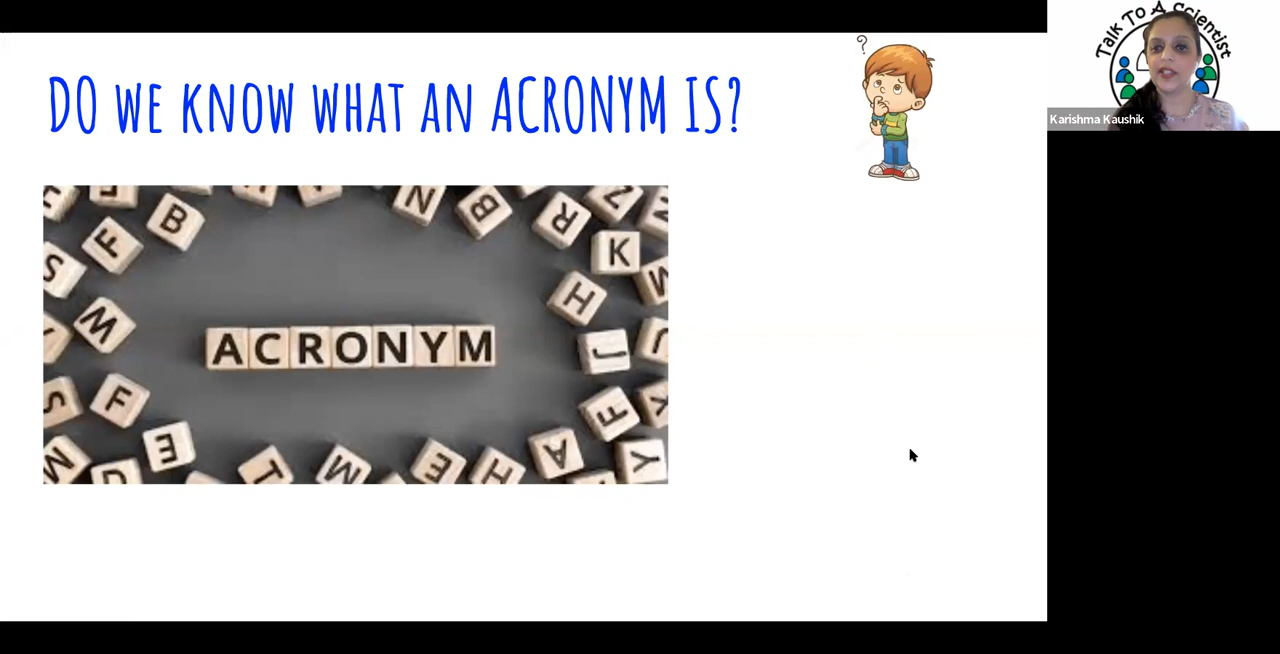 DO WE KNOW WHAT AN ACRONYM IS?
?
Talk To A Scientist
Karishma Kaushik
B
N
B
R
Z
F
K
S
H
M
W
ACRONYM
J
S
F
F
E
A
Y
M
D
T
M
E
H